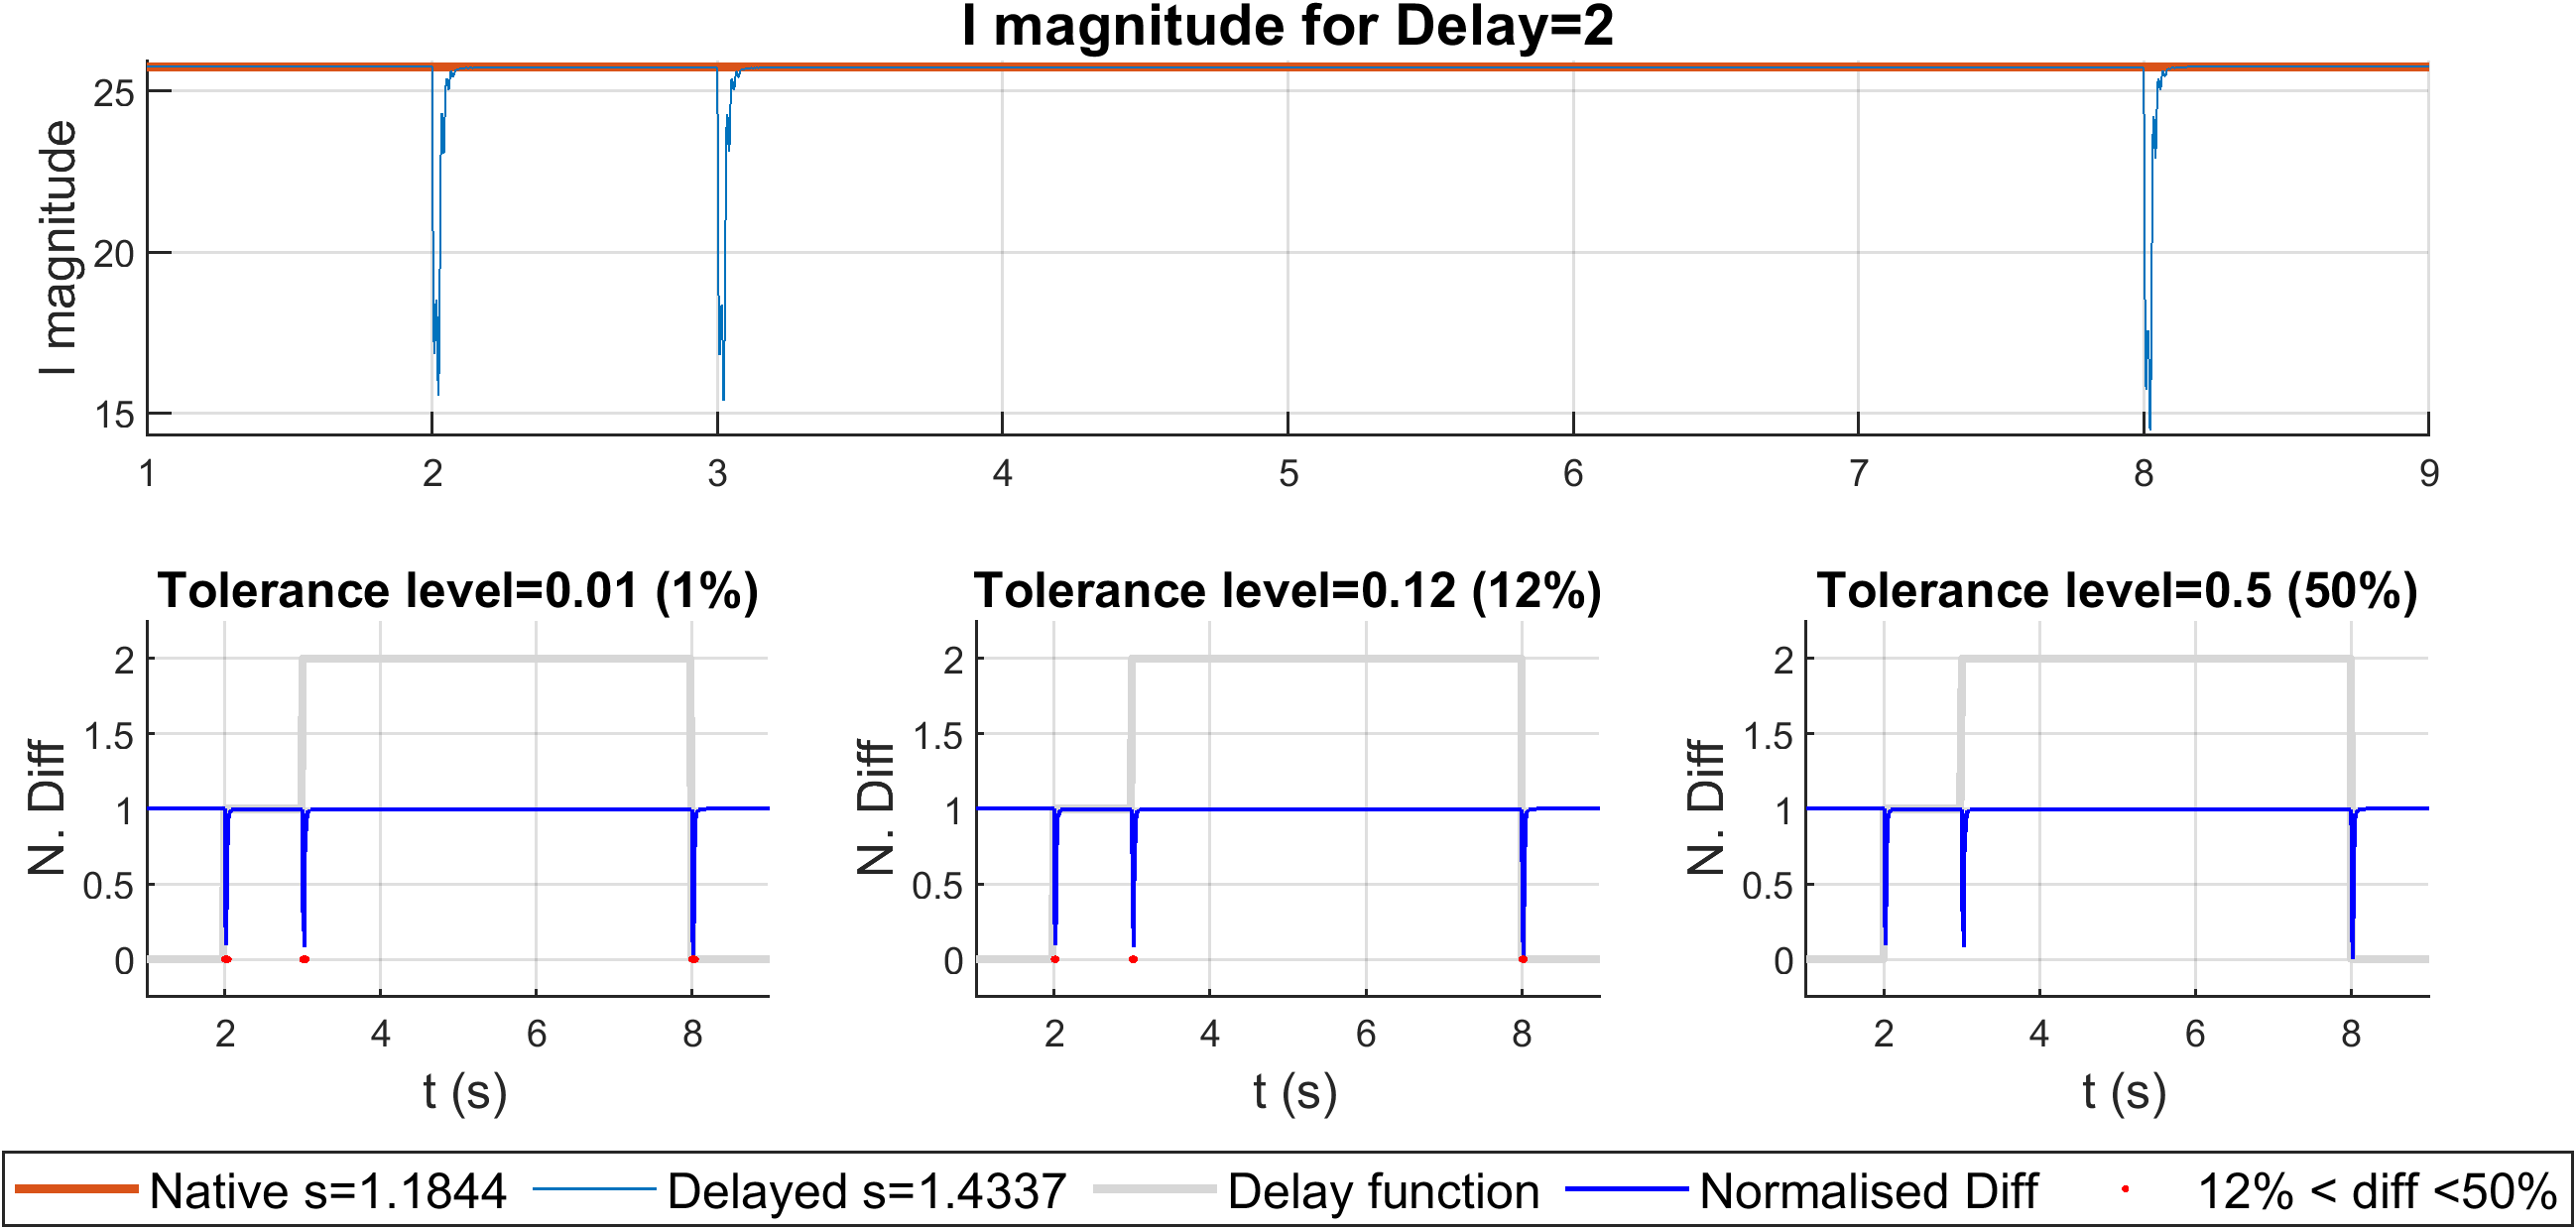 I magnitude for Delay=2
I magnitude
25
20
15
1 2 3 4 5 6 7 8 9
Tolerance level=0.01 (1%)
N. Diff
2
1.5
1
0.5
0
2 4 6 8
t (s)
Tolerance level=0.12 (12%)
N. Diff
2
1.5
1
0.5
0
2 4 6 8
t (s)
Tolerance level=0.5 (50%)
N. Diff
2
1.5
1
0.5
0
2 4 6 8
t (s)
Native s=1.1844 Delayed s=1.4337 Delay function Normalised Diff 12% < diff <50%